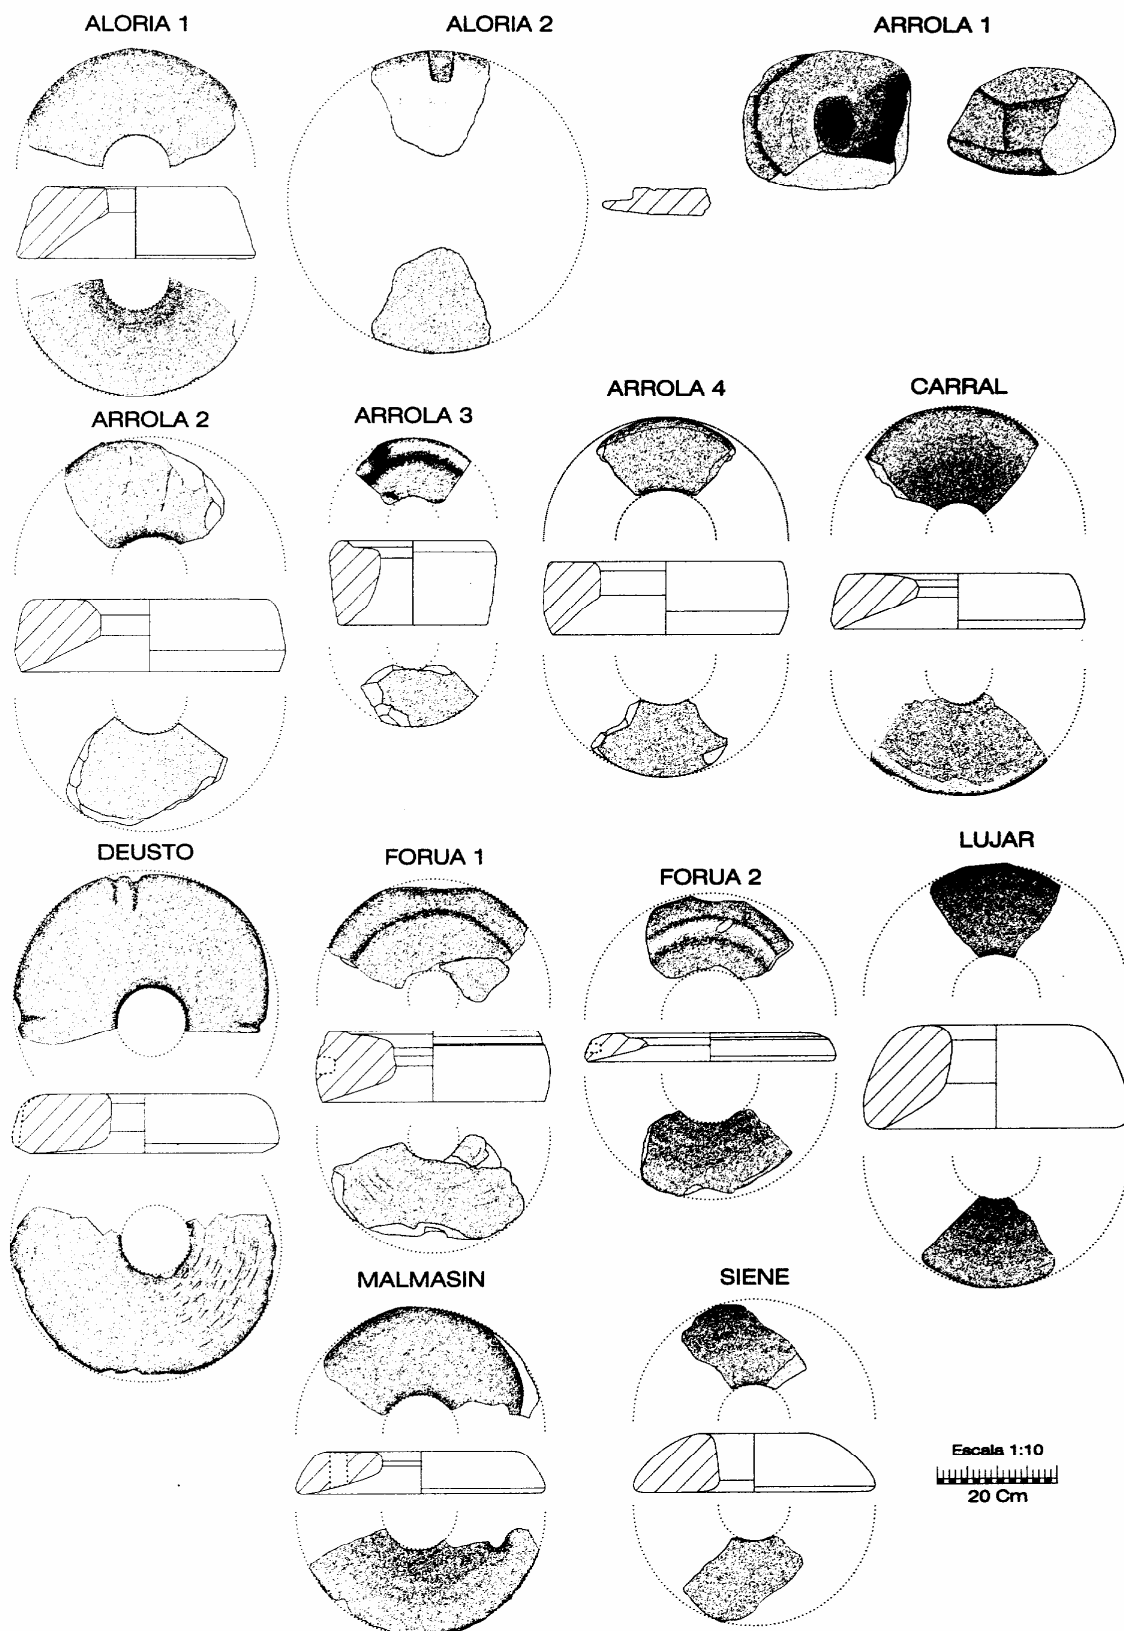 ALORIA 1
ALORIA 2
ARROLA 1
ARROLA 2
ARROLA 3
ARROLA 4
CARRAL
DEUSTO
FORUA 1
FORUA 2
LUJAR
MALMASIN
SIENE
Escala 1:10
20 Cm